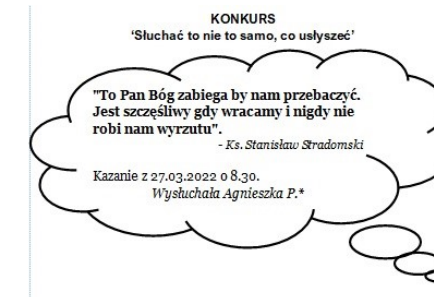 KONKURS
‘Słuchać to nie to samo, co usłyszeć’
"To Pan Bóg zabiega by nam przebaczyć.
Jest szczęśliwy gdy wracamy i nigdy nie
robi nam wyrzutu".
- Ks. Stanisław Stradomski
Kazanie z 27.03.2022 o 8.30.
Wysłuchała Agnieszka P.*